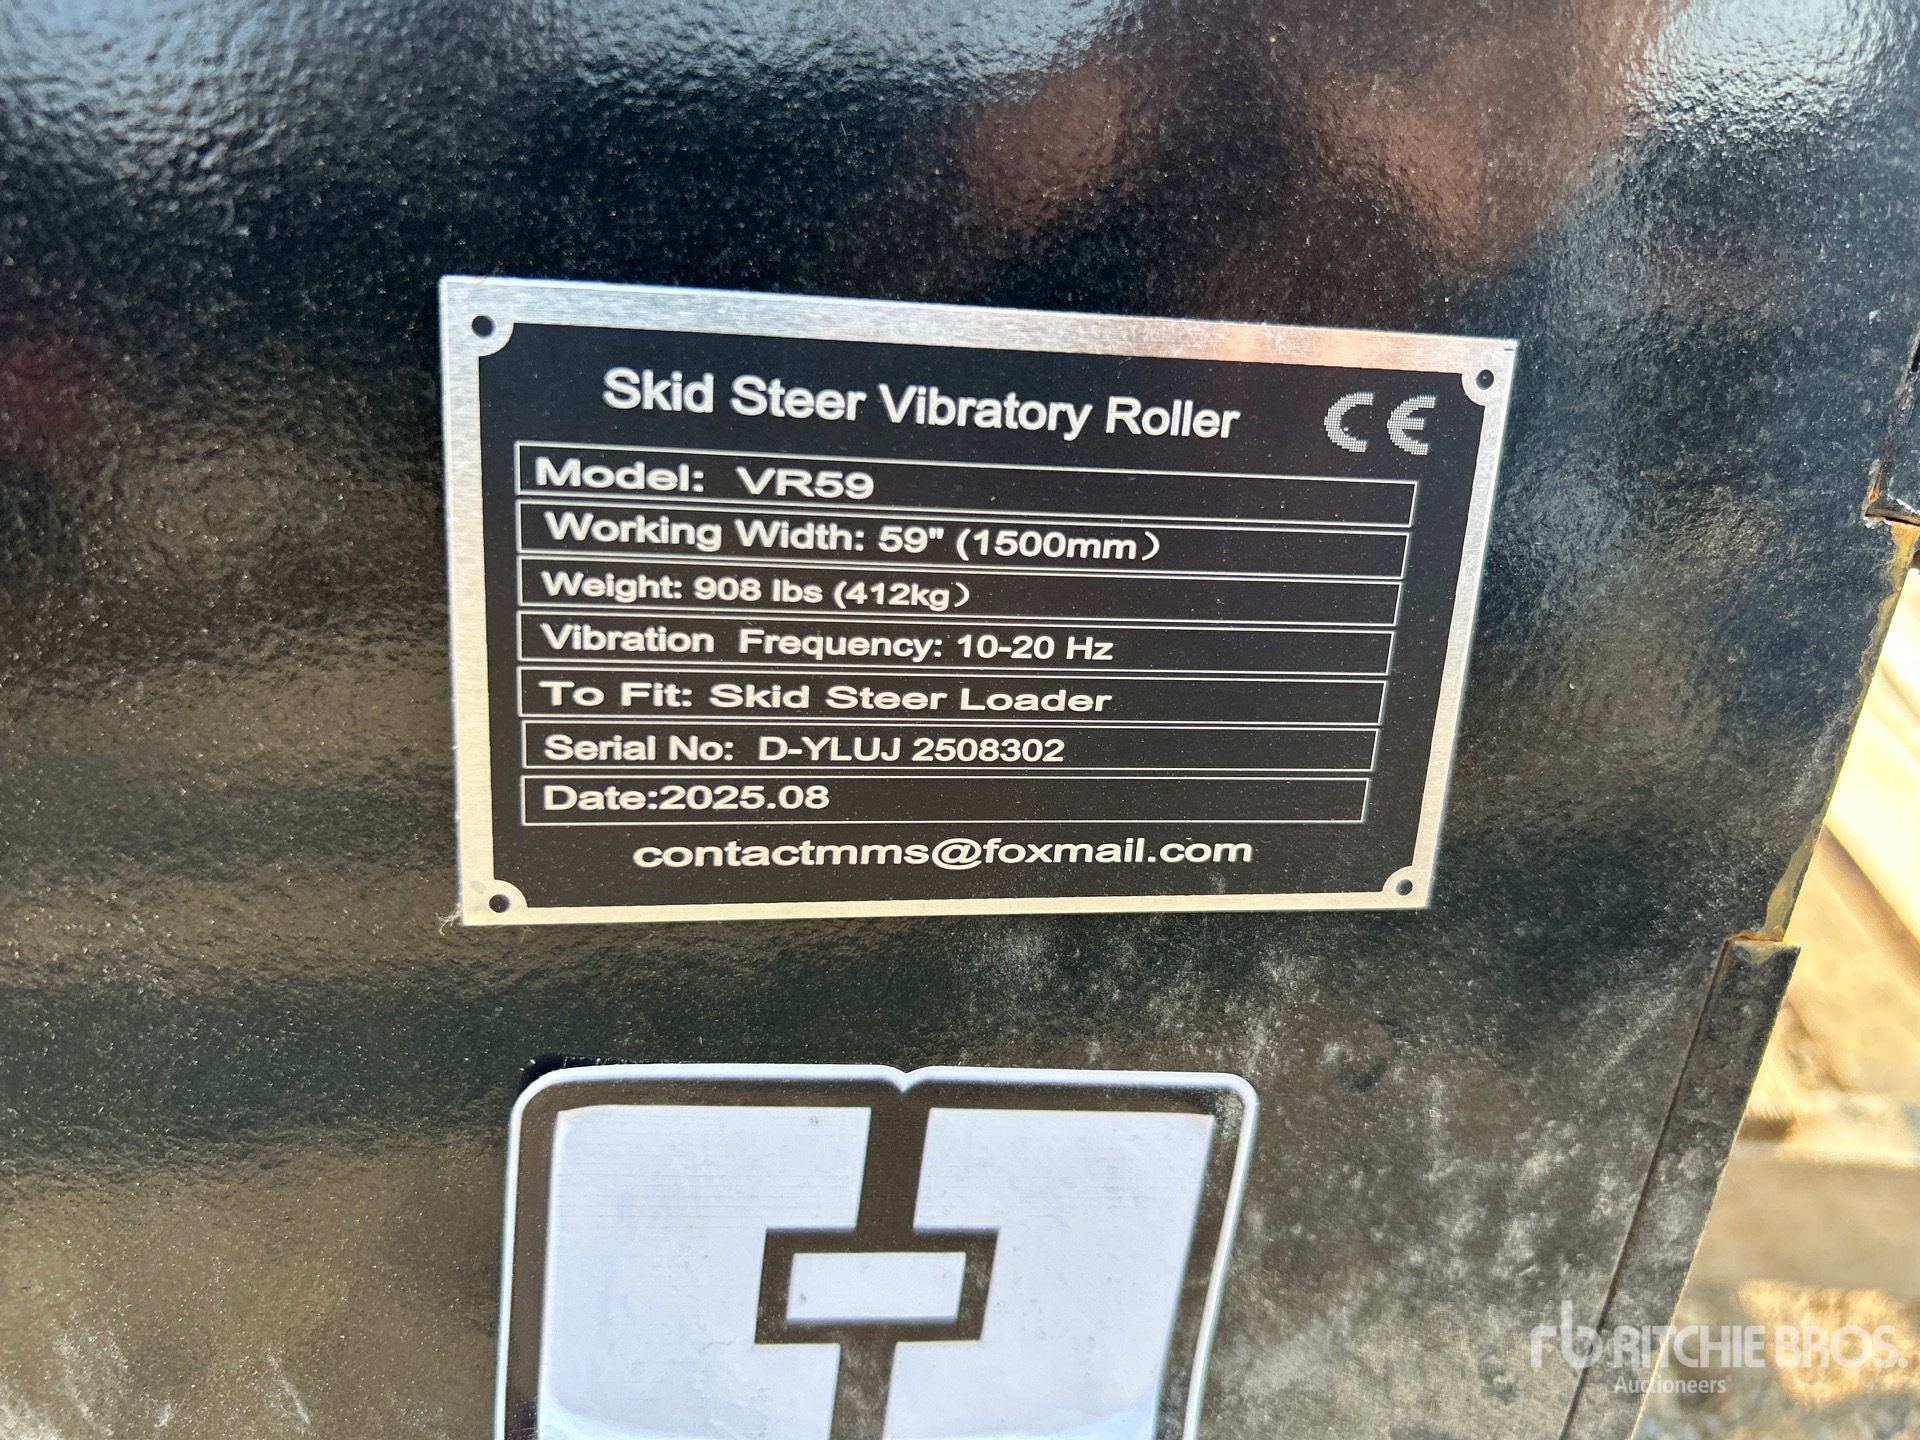 Skid Steer Vibratory Roller CE
Model: VR59
Working Width: 59" (1500mm)
Weight: 908 lbs (412kg)
Vibration Frequency: 10-20 Hz
To Fit: Skid Steer Loader
Serial No: D-YLUJ 2508302
Date:2025.08
contactmms@foxmail.com
rb RITCHIE BROS.
Auctioneers